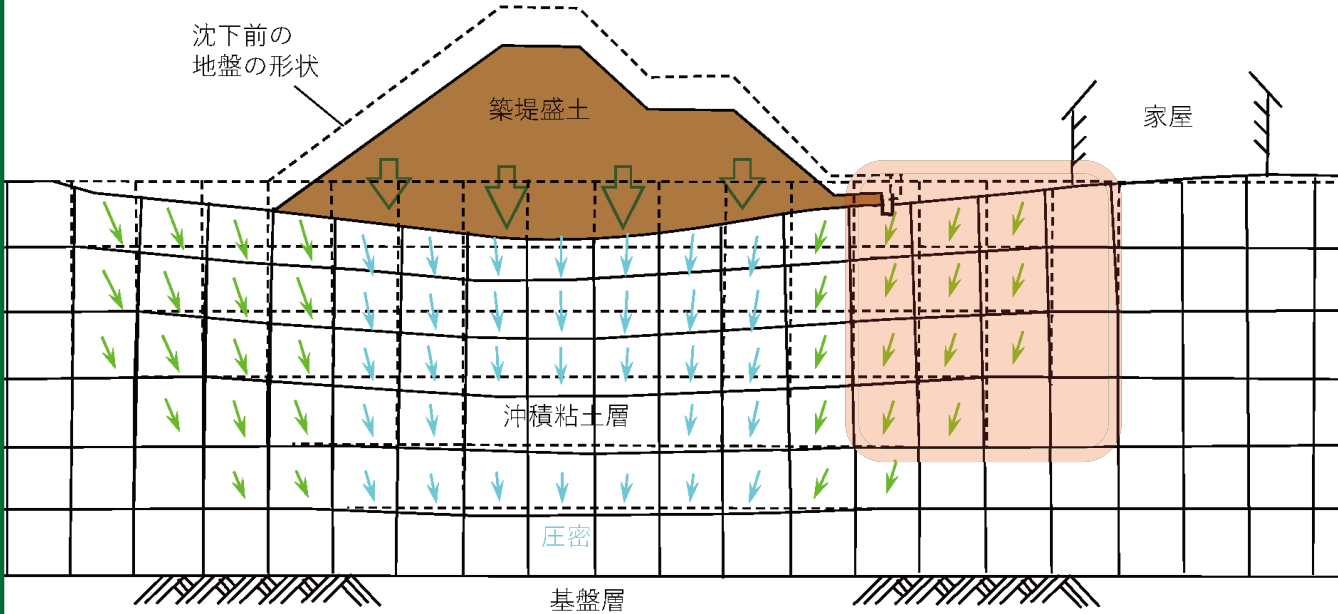 沈下前の
地盤の形状
築堤盛土
家屋
沖積粘土層
圧密
基盤層